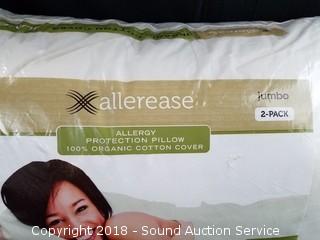 allerease
jumbo
2-PACK
ALLERGY
PROTECTION PILLOW
100% ORGANIC COTTON COVER
Copyright 2018 - Sound Auction Service